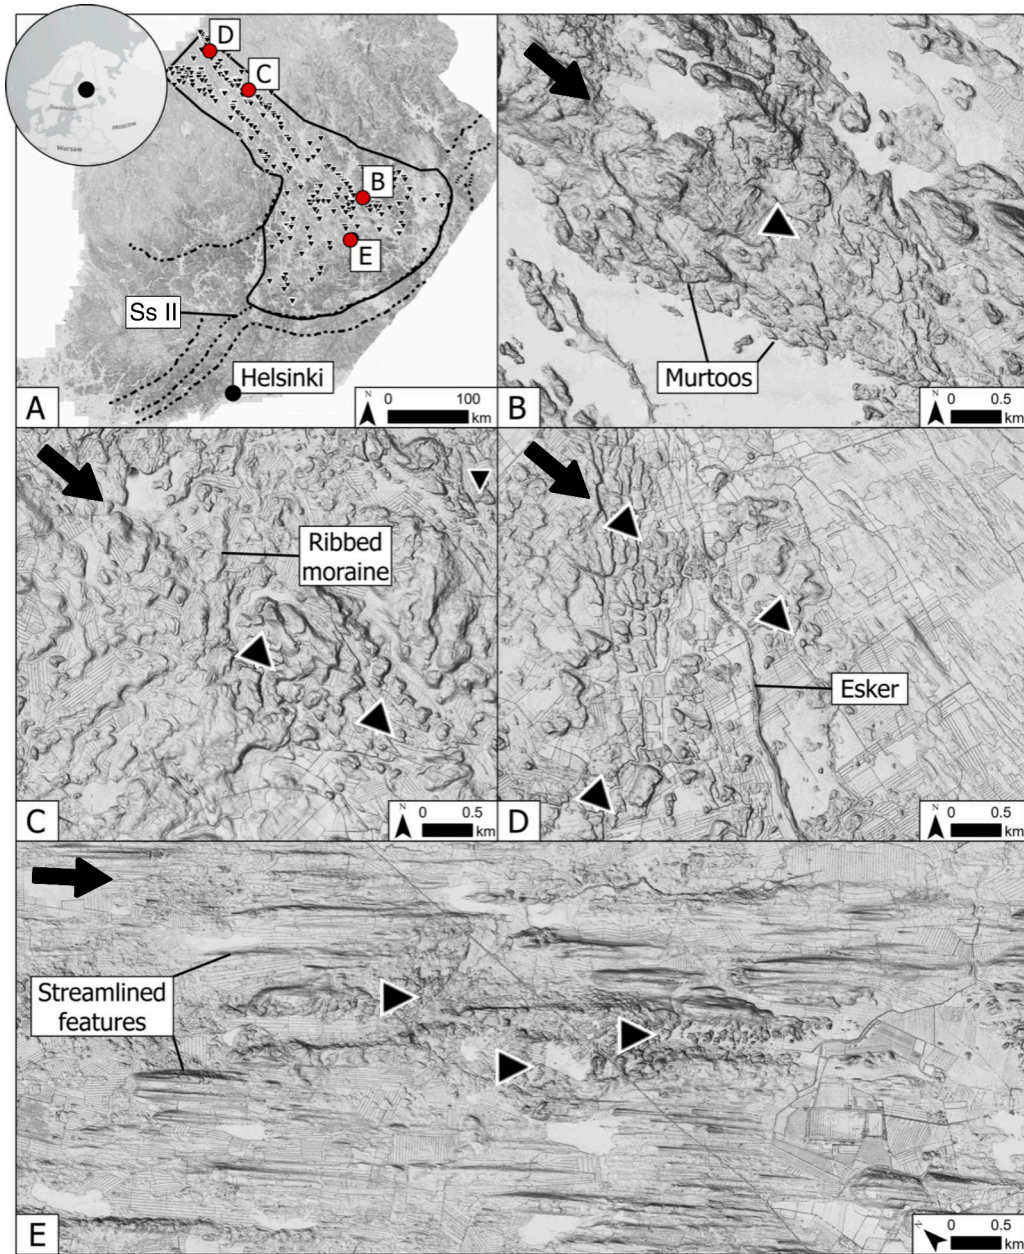 D
C
B
E
Stockholm
Moscow
Warsaw
Ss II
Helsinki
A
N
0 100
km
Murtoos
B
N
0 0.5
km
Ribbed
moraine
C
N
0 0.5
km
Esker
D
N
0 0.5
km
Streamlined
features
E
N
0 0.5
km